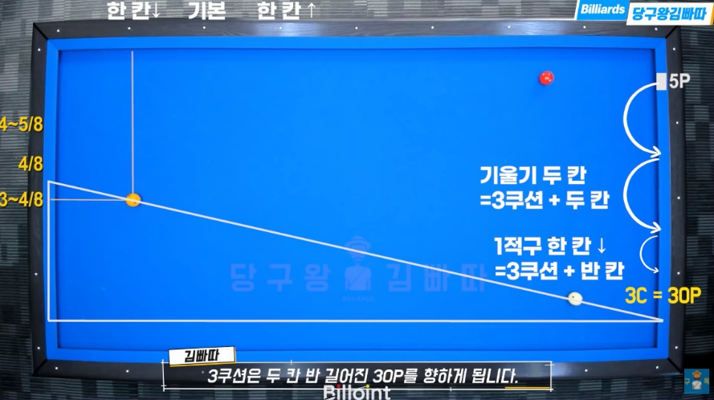 한 칸↓ 기본 한 칸↑
Billiards 당구왕김빠따
5P
4~5/8
4/8
3~4/8
기울기 두 칸
=3쿠션 + 두 칸
1적구 한 칸 ↓
=3쿠션 + 반 칸
당구왕 김빠따
3C = 30P
김빠따
3쿠션은 두 칸 반 길어진 30P를 향하게 됩니다.
Billoint